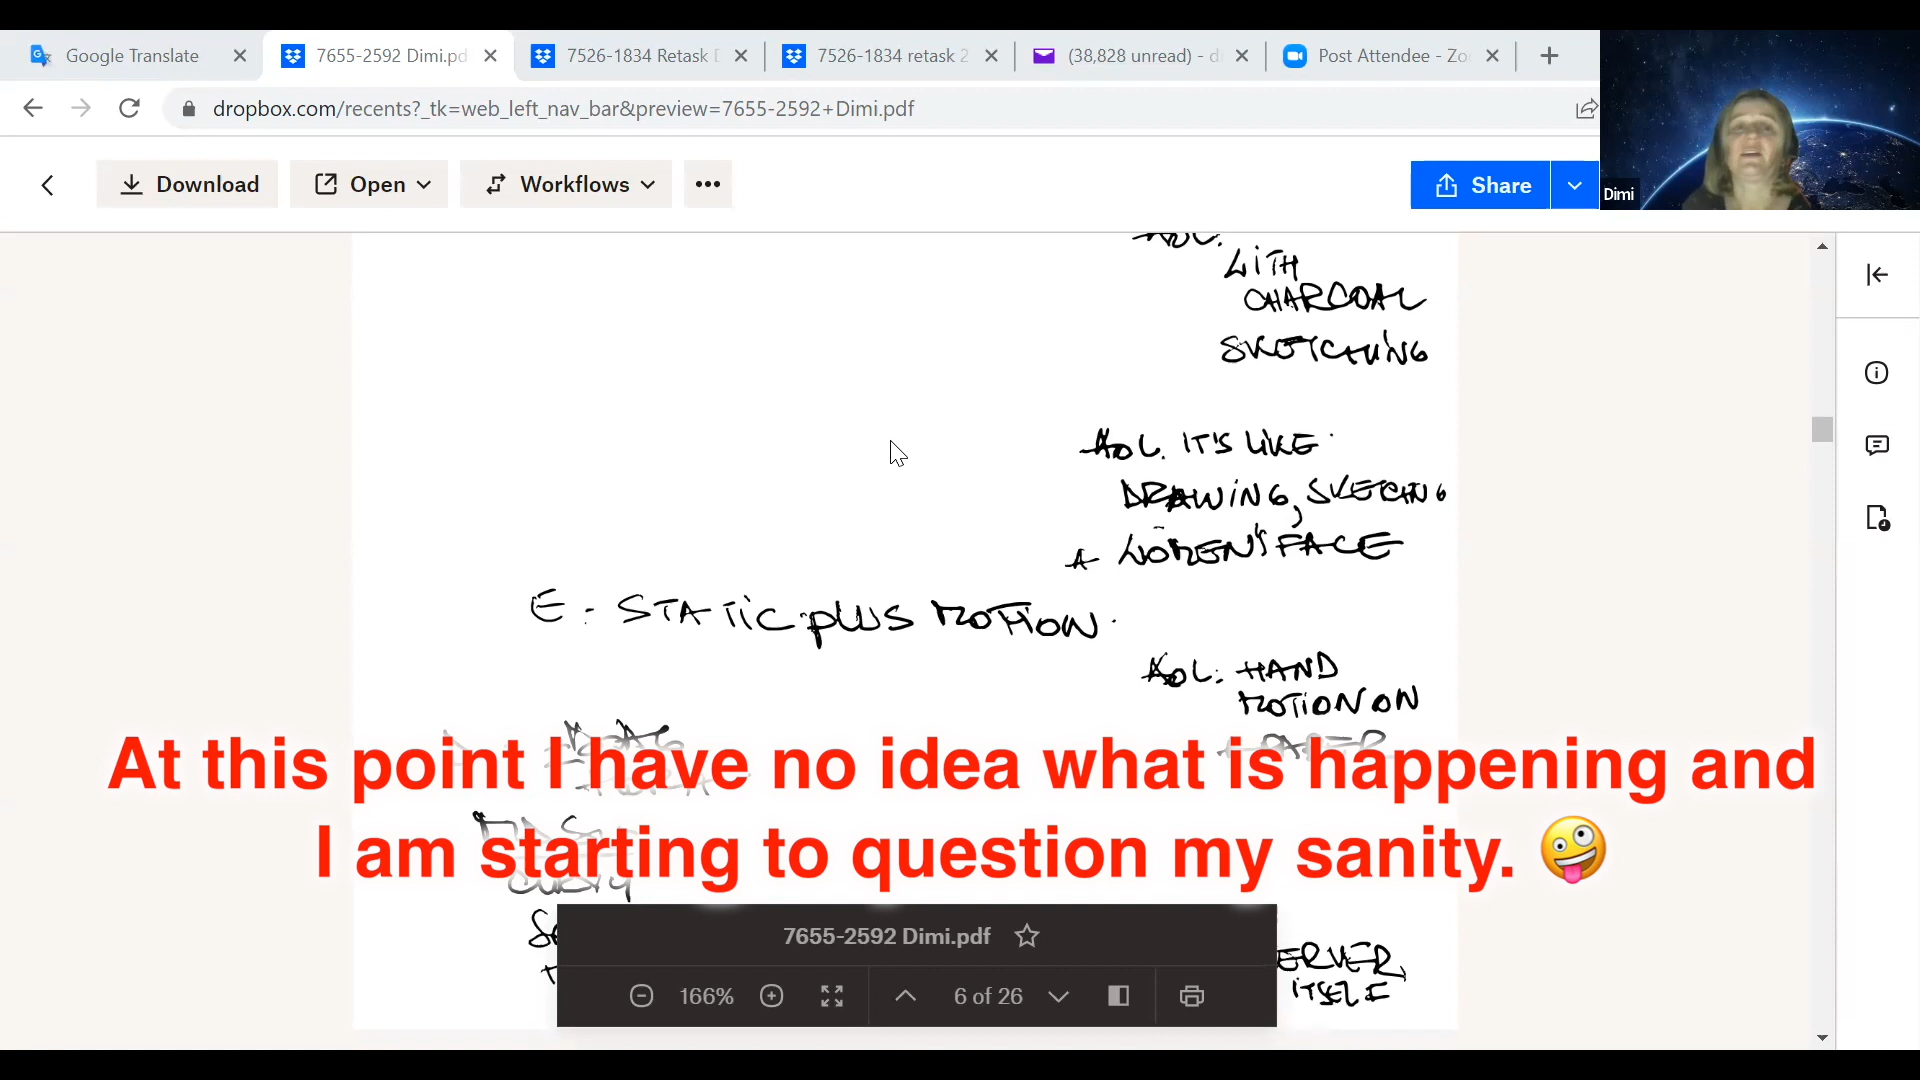 Google Translate
7655-2592 Dimi.pd
7526-1834 Retask D
7526-1834 retask 2
(38,828 unread) - d
Post Attendee - Zoo
dropbox.com/recents?_tk=web_left_nav_bar&preview=7655-2592+Dimi.pdf
Download
Open
Workflows
Share
Dimi
AOL:
WITH
CHARCOAL
SKETCHING
AOL. IT'S LIKE
DRAWING, SKETCHING
A WOMEN'S FACE
E: STATIC PLUS MOTION.
AOL: HAND
MOTION ON
A PAPER
At this point I have no idea what is happening and
I am starting to question my sanity. 🤪
7655-2592 Dimi.pdf
166%
6 of 26
ERVER,
ITSELF